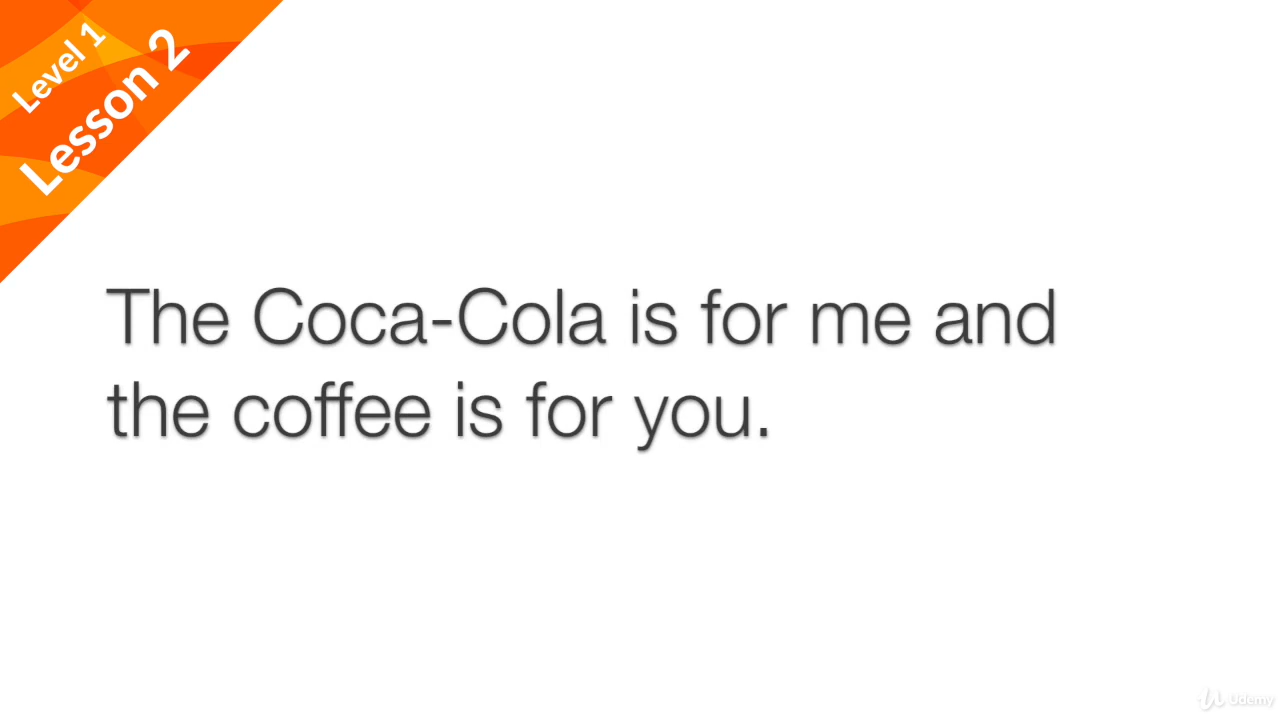 Level 1
Lesson 2
The Coca-Cola is for me and
the coffee is for you.
Udemy